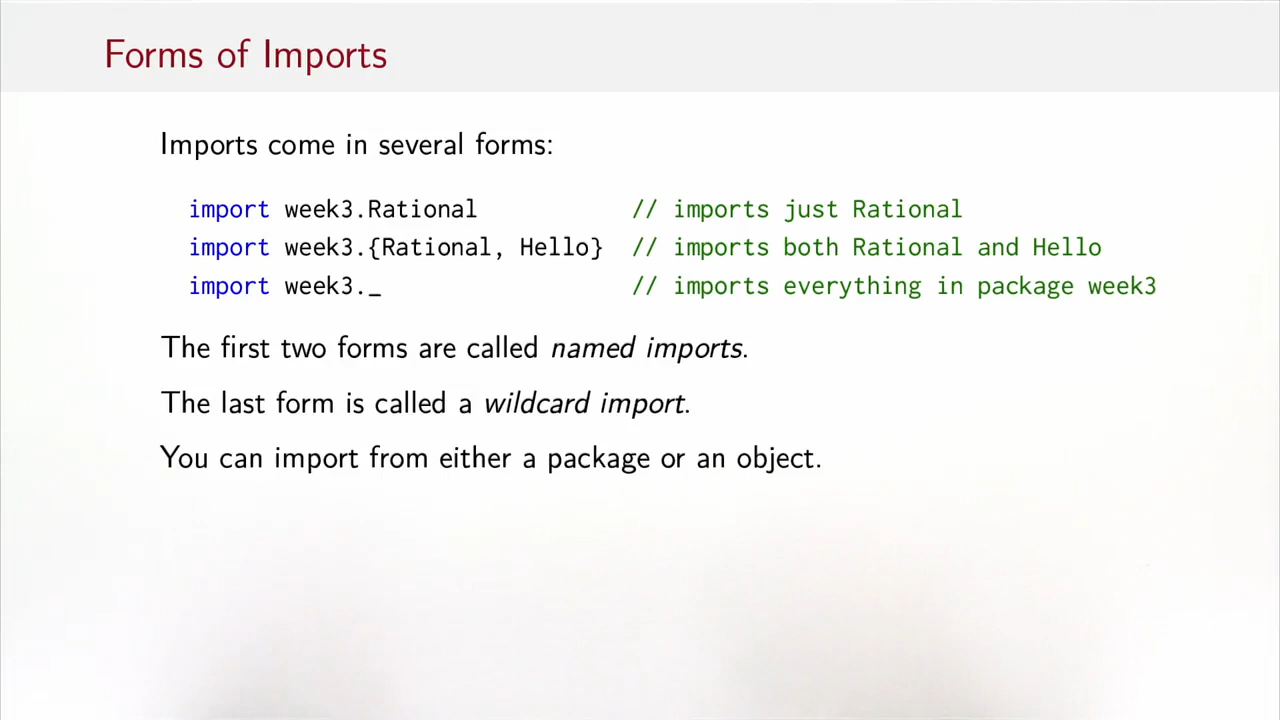 Forms of Imports
Imports come in several forms:
import week3.Rational // imports just Rational
import week3.{Rational, Hello} // imports both Rational and Hello
import week3._ // imports everything in package week3
The first two forms are called named imports.
The last form is called a wildcard import.
You can import from either a package or an object.